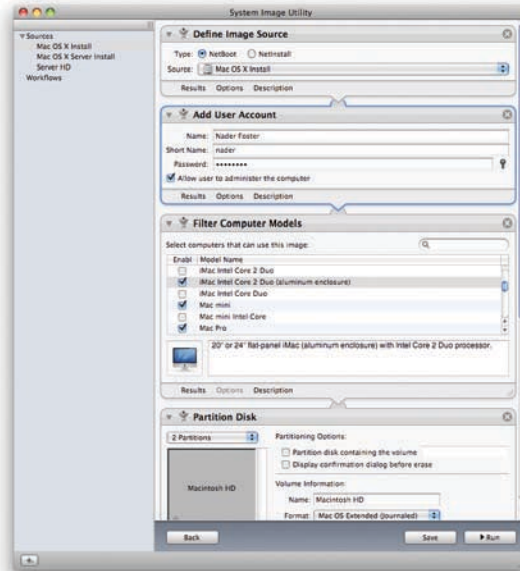 System Image Utility
Sources
Mac OS X Install
Mac OS X Server Install
Server HD
Workflows
Define Image Source
Type: NetBoot NetInstall
Source: Mac OS X Install
Results Options Description
Add User Account
Name: Nader Foster
Short Name: nader
Password: ••••••••
Allow user to administer the computer
Results Options Description
Filter Computer Models
Select computers that can use this image:
Enabl Model Name
iMac Intel Core 2 Duo
iMac Intel Core 2 Duo (aluminum enclosure)
iMac Intel Core Duo
Mac mini
Mac mini Intel Core
Mac Pro
20" or 24" flat-panel iMac (aluminum enclosure) with Intel Core 2 Duo processor.
Results Options Description
Partition Disk
2 Partitions
Partitioning Options:
Partition disk containing the volume
Display confirmation dialog before erase
Volume Information:
Macintosh HD
Name: Macintosh HD
Format: Mac OS Extended (Journaled)
Back Save Run